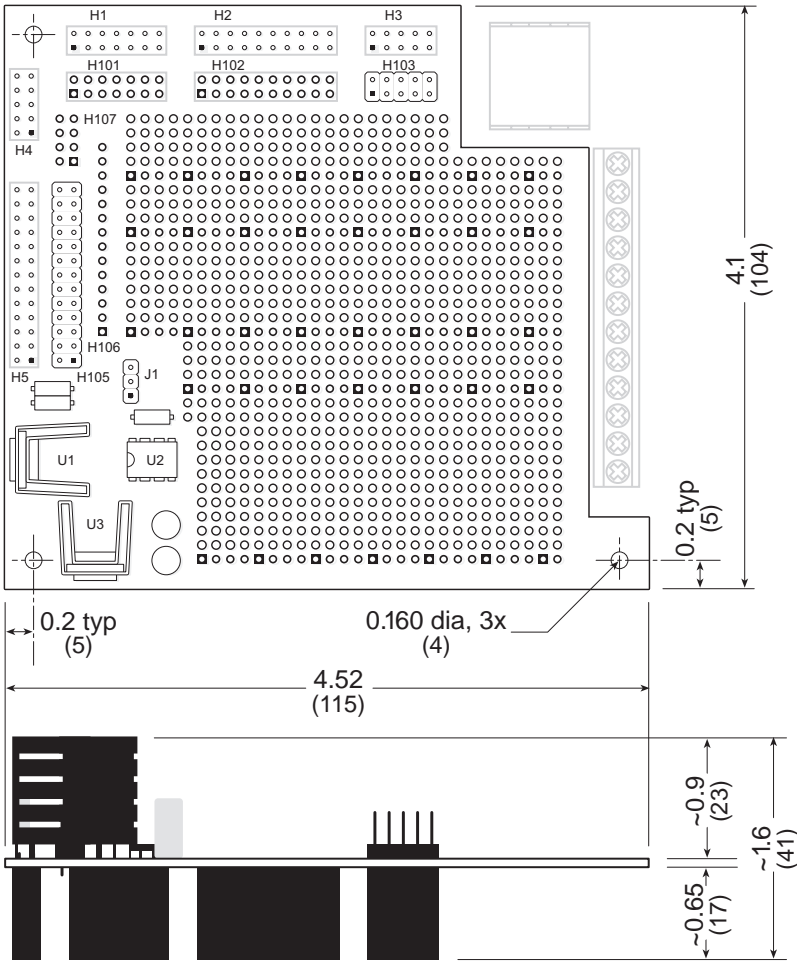 H1
H2
H3
H101
H102
H103
H107
H4
4.1
(104)
H106
H5
H105
J1
U1
U2
U3
0.2 typ
(5)
0.2 typ
(5)
0.160 dia, 3x
(4)
4.52
(115)
~0.9
(23)
~1.6
(41)
~0.65
(17)